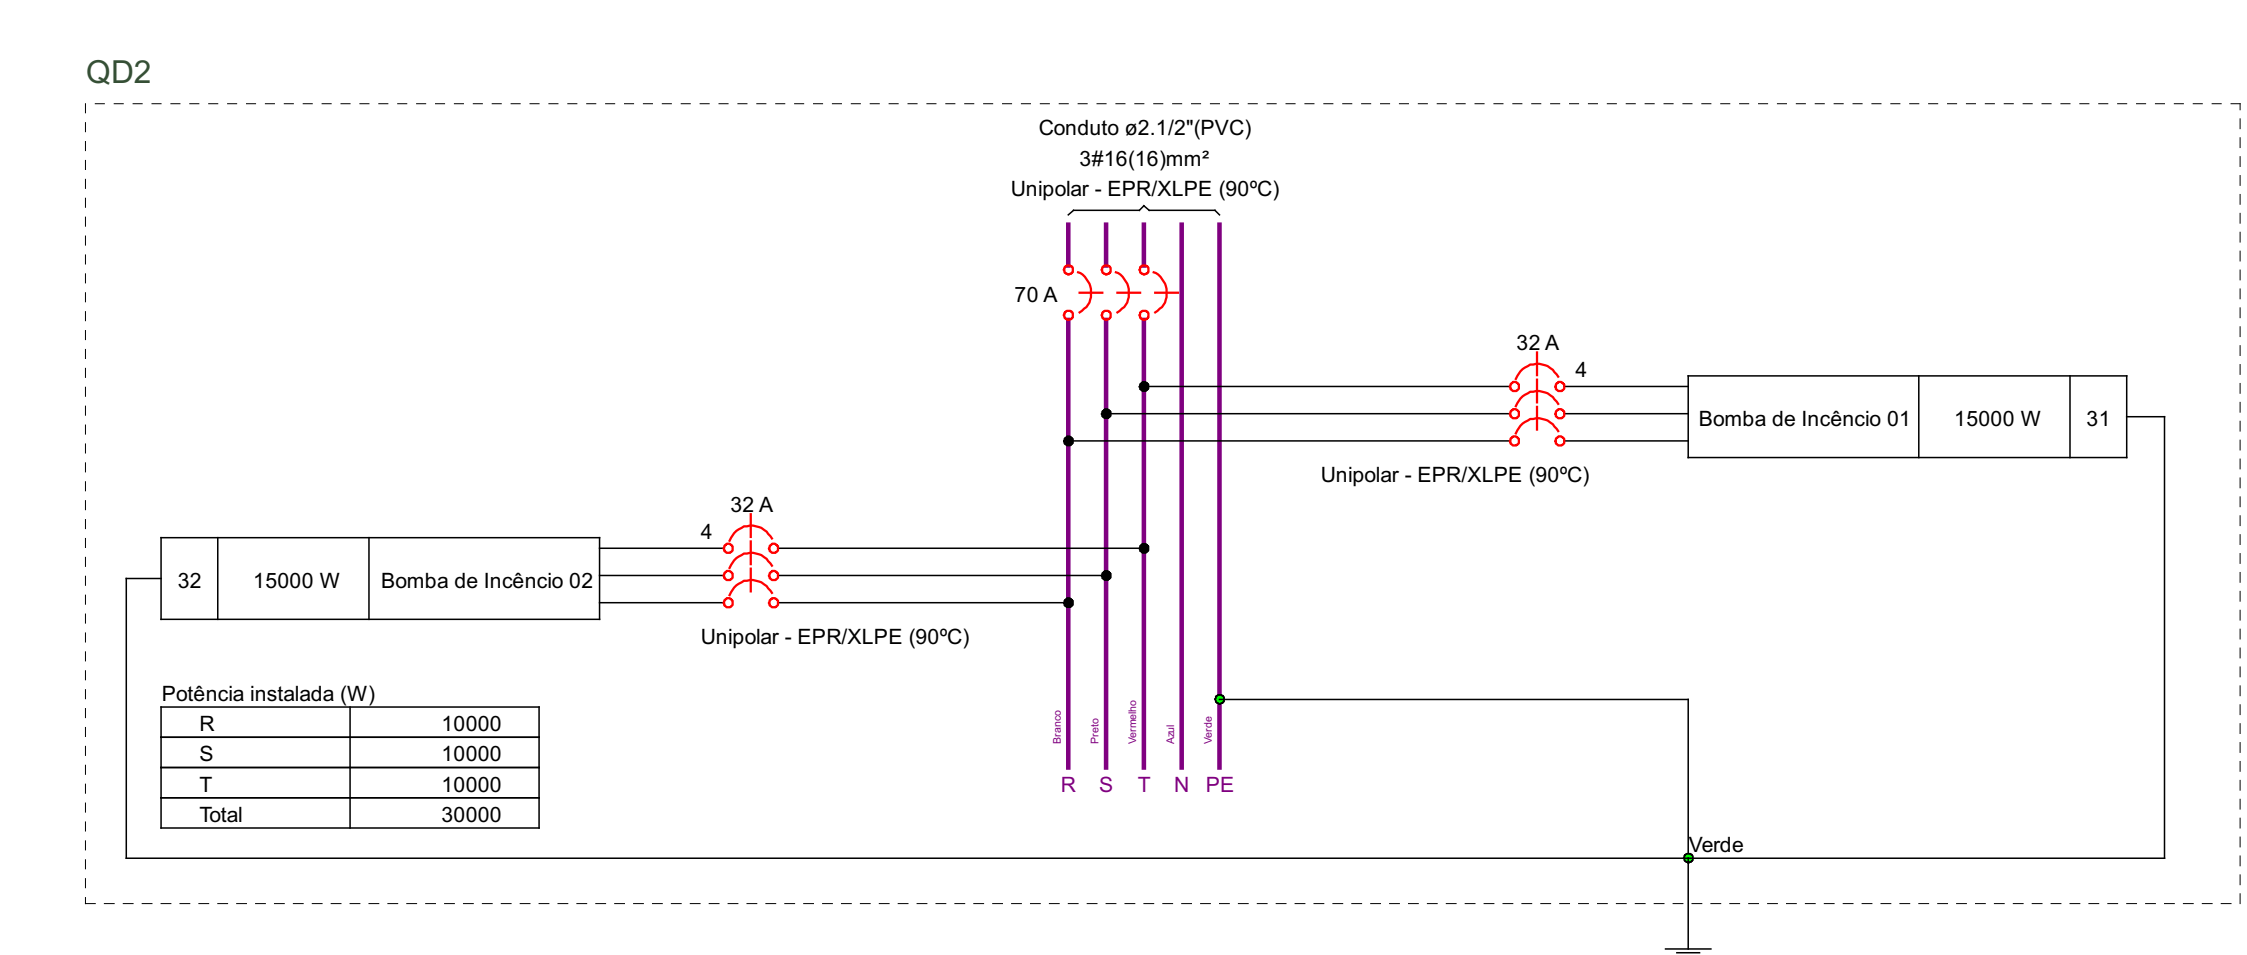 QD2
Conduto ø2.1/2"(PVC)
3#16(16)mm²
Unipolar - EPR/XLPE (90ºC)
70 A
32 A
4
Bomba de Incêncio 01 15000 W 31
Unipolar - EPR/XLPE (90ºC)
32 A
4
32 15000 W Bomba de Incêncio 02
Unipolar - EPR/XLPE (90ºC)
Potência instalada (W)
R 10000
S 10000
T 10000
Total 30000
Branco
Preto
Vermelho
Azul
Verde
R S T N PE
Verde